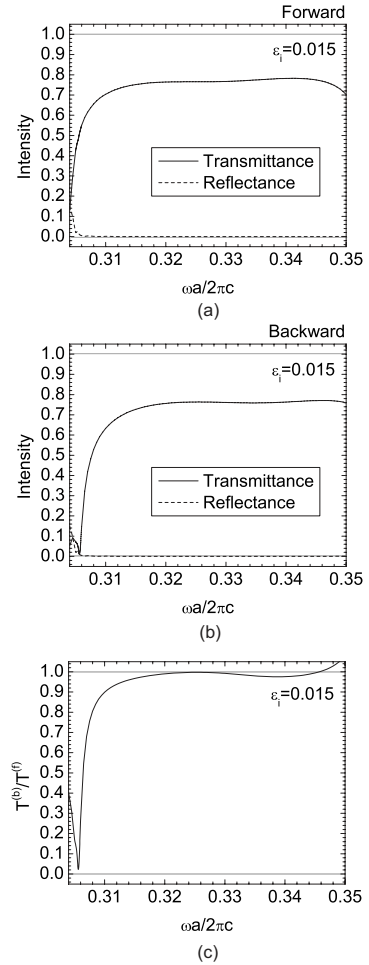 Forward
εi=0.015
1.0
0.9
0.8
0.7
0.6
0.5
0.4
0.3
0.2
0.1
0.0
Intensity
Transmittance
Reflectance
0.31 0.32 0.33 0.34 0.35
ωa/2πc
(a)
Backward
εi=0.015
1.0
0.9
0.8
0.7
0.6
0.5
0.4
0.3
0.2
0.1
0.0
Intensity
Transmittance
Reflectance
0.31 0.32 0.33 0.34 0.35
ωa/2πc
(b)
εi=0.015
1.0
0.9
0.8
0.7
0.6
0.5
0.4
0.3
0.2
0.1
0.0
T(b)/T(f)
0.31 0.32 0.33 0.34 0.35
ωa/2πc
(c)